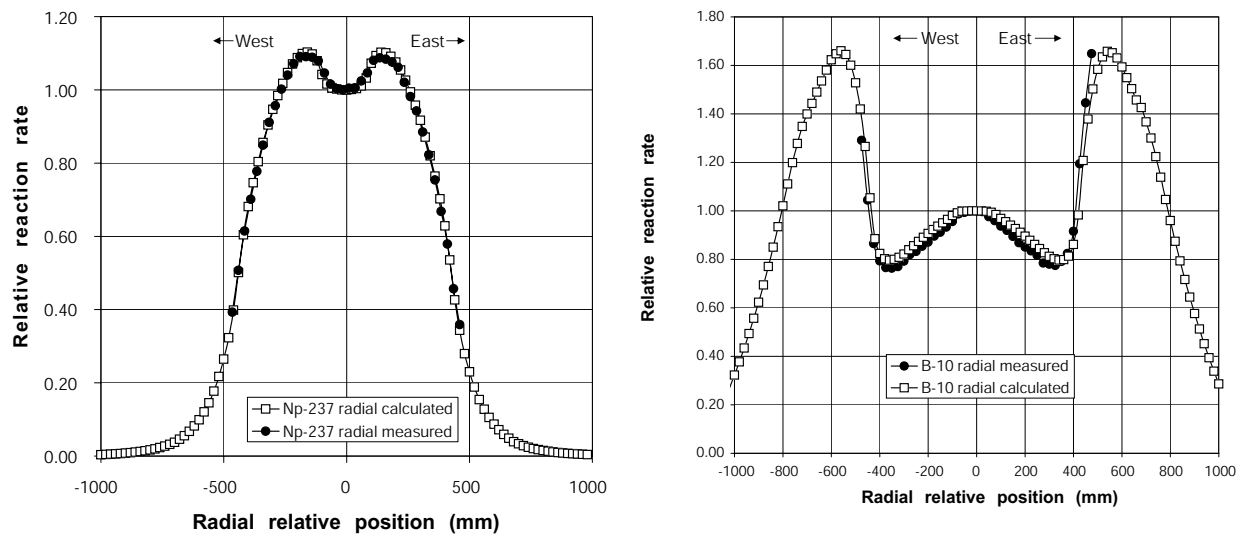 1.20
1.00
0.80
0.60
0.40
0.20
0.00
Relative reaction rate
←West East→
Np-237 radial calculated
Np-237 radial measured
-1000 -500 0 500 1000
Radial relative position (mm)
1.80
1.60
1.40
1.20
1.00
0.80
0.60
0.40
0.20
0.00
Relative reaction rate
←West East→
B-10 radial measured
B-10 radial calculated
-1000 -800 -600 -400 -200 0 200 400 600 800 1000
Radial relative position (mm)